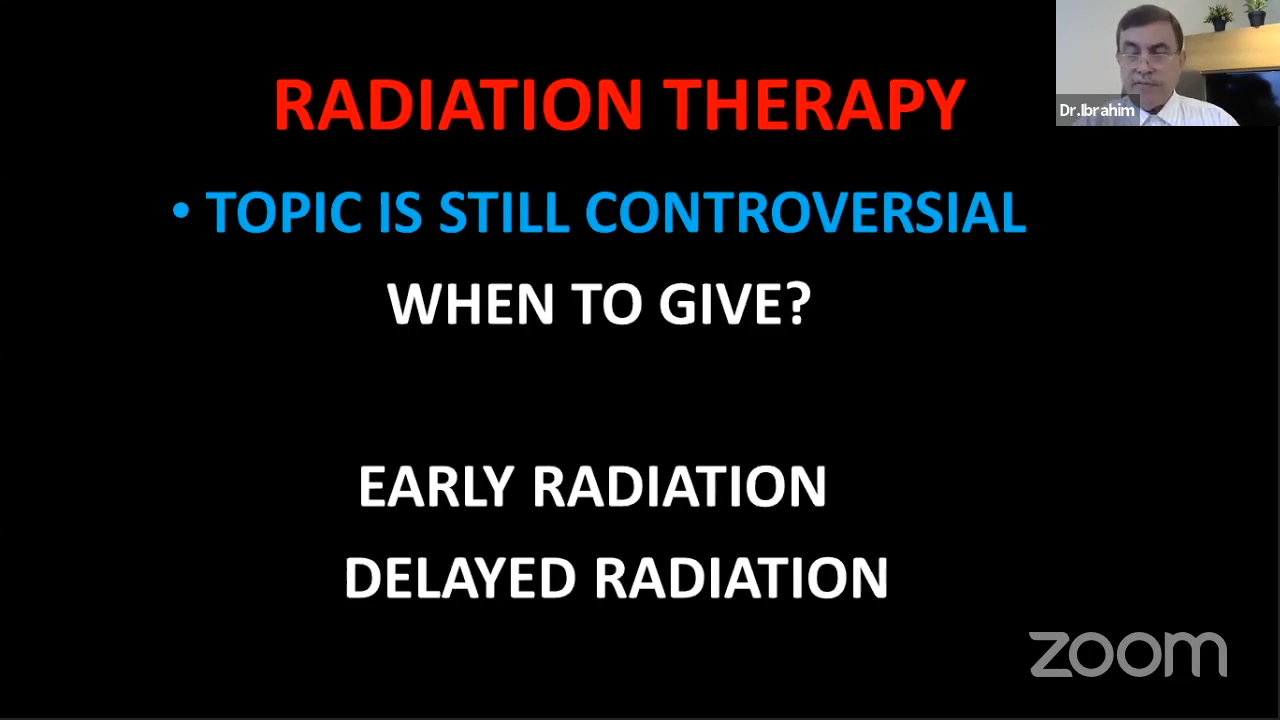 RADIATION THERAPY
• TOPIC IS STILL CONTROVERSIAL
WHEN TO GIVE?
EARLY RADIATION
DELAYED RADIATION
Dr.Ibrahim
zoom